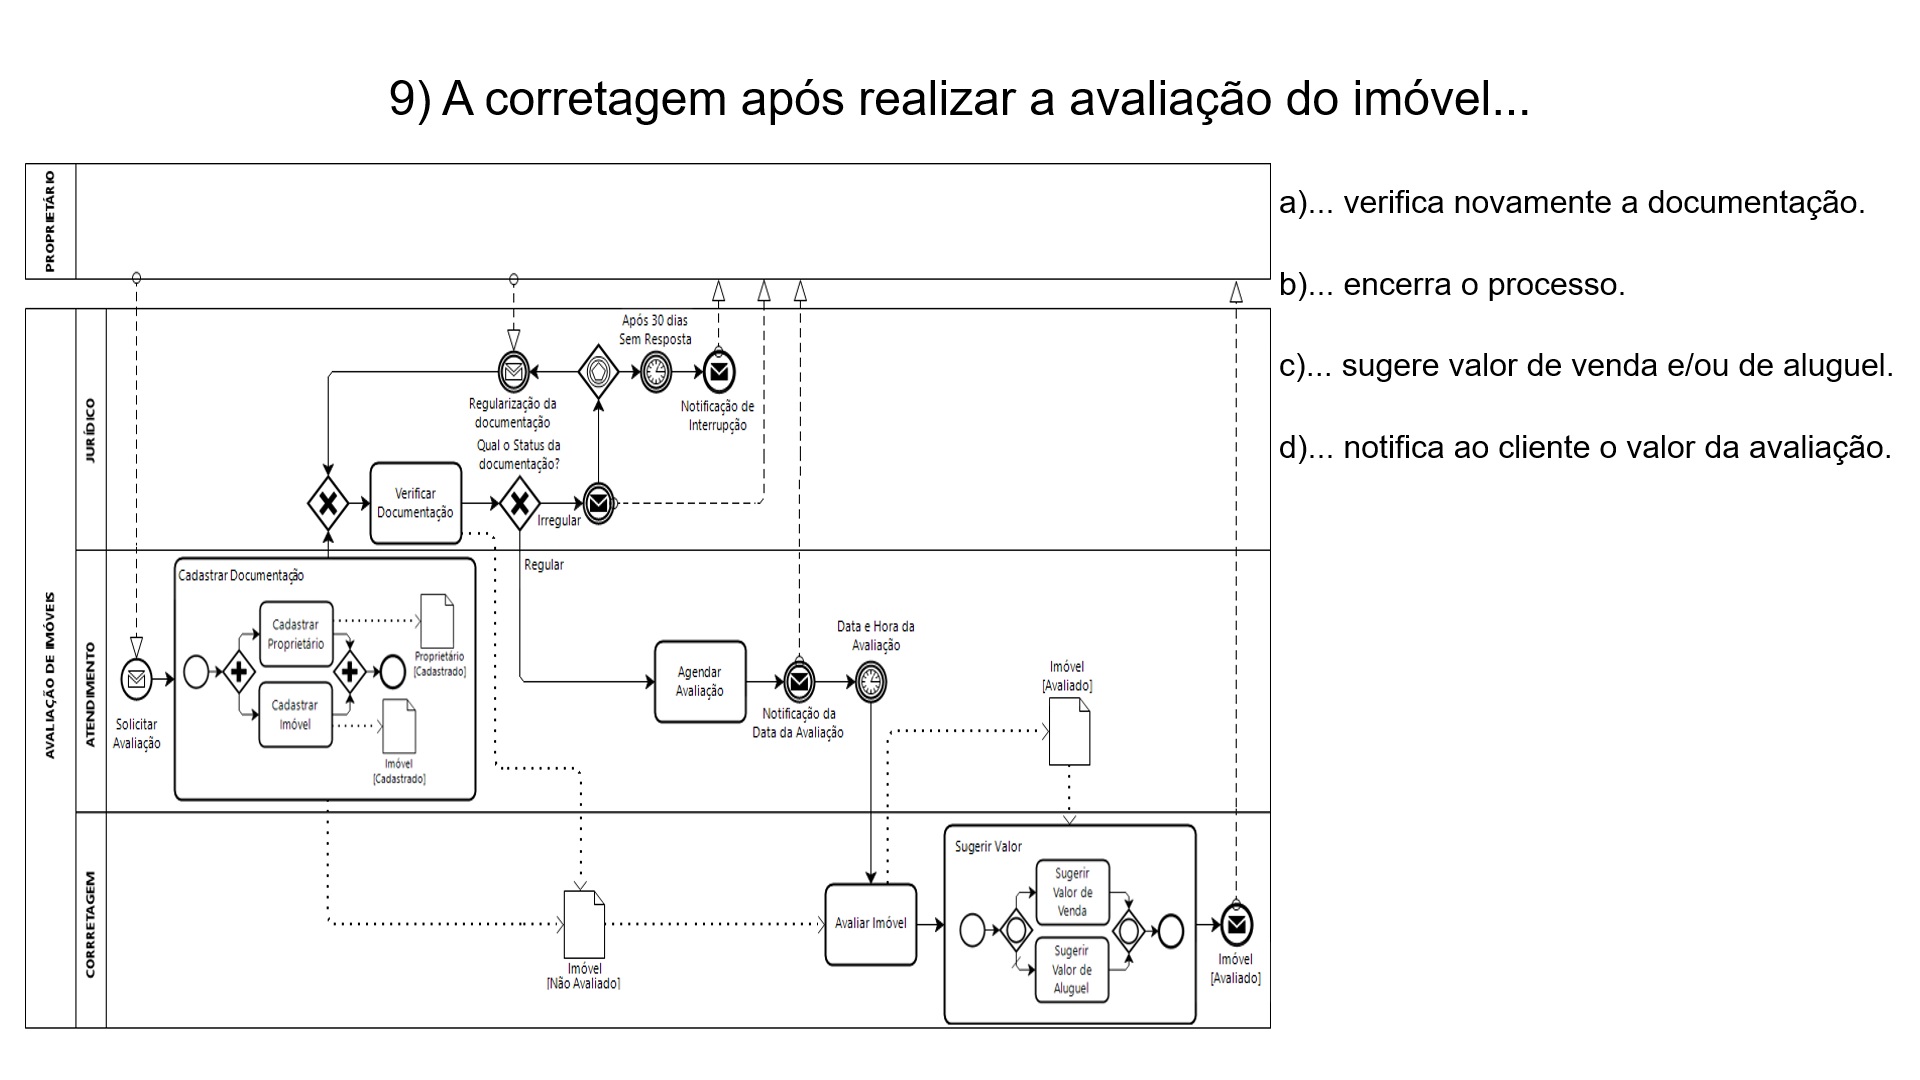 9) A corretagem após realizar a avaliação do imóvel...
a)... verifica novamente a documentação.
b)... encerra o processo.
c)... sugere valor de venda e/ou de aluguel.
d)... notifica ao cliente o valor da avaliação.
PROPRIETÁRIO
AVALIAÇÃO DE IMÓVEIS
JURÍDICO
Após 30 dias
Sem Resposta
Regularização da
documentação
Notificação de
Interrupção
Qual o Status da
documentação?
Verificar
Documentação
Irregular
Regular
ATENDIMENTO
Solicitar
Avaliação
Cadastrar Documentação
Cadastrar
Proprietário
Cadastrar
Imóvel
Proprietário
[Cadastrado]
Imóvel
[Cadastrado]
Agendar
Avaliação
Notificação da
Data da Avaliação
Data e Hora da
Avaliação
Imóvel
[Avaliado]
CORRETAGEM
Imóvel
[Não Avaliado]
Avaliar Imóvel
Sugerir Valor
Sugerir
Valor de
Venda
Sugerir
Valor de
Aluguel
Imóvel
[Avaliado]